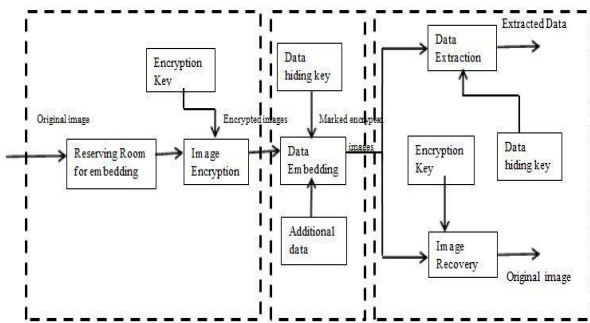 Original image
Reserving Room
for embedding
Encryption
Key
Image
Encryption
Encrypted images
Data
hiding key
Data
Embedding
Additional
data
Marked encrypted
images
Data
Extraction
Extracted Data
Encryption
Key
Data
hiding key
Image
Recovery
Original image